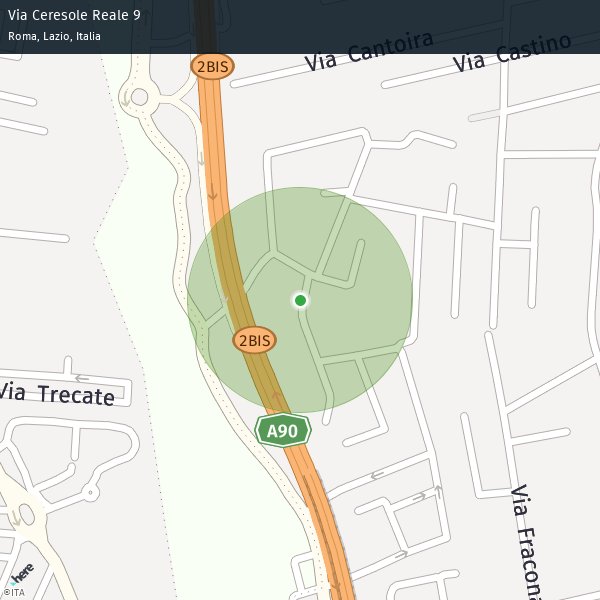 Via Ceresole Reale 9
Roma, Lazio, Italia
Via Cantoira
Via Castino
2BIS
2BIS
Via Trecate
A90
Via Fracona
here
©ITA